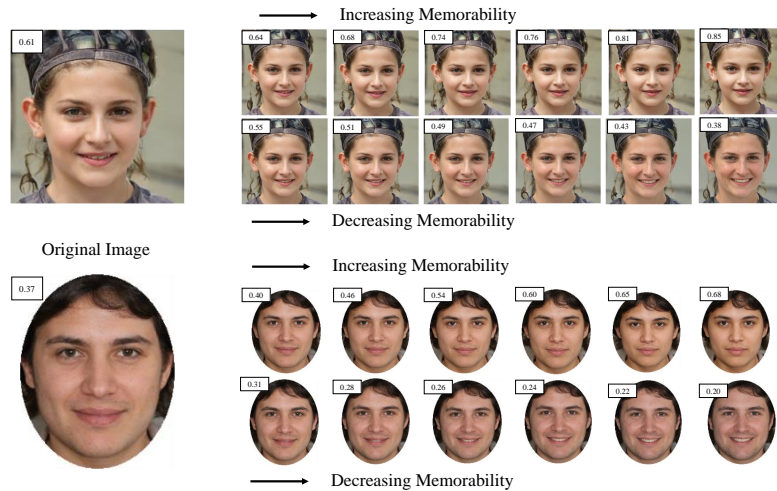 Increasing Memorability
0.61
0.64 0.68 0.74 0.76 0.81 0.85
0.55 0.51 0.49 0.47 0.43 0.38
Decreasing Memorability
Original Image
Increasing Memorability
0.37
0.40 0.46 0.54 0.60 0.65 0.68
0.31 0.28 0.26 0.24 0.22 0.20
Decreasing Memorability